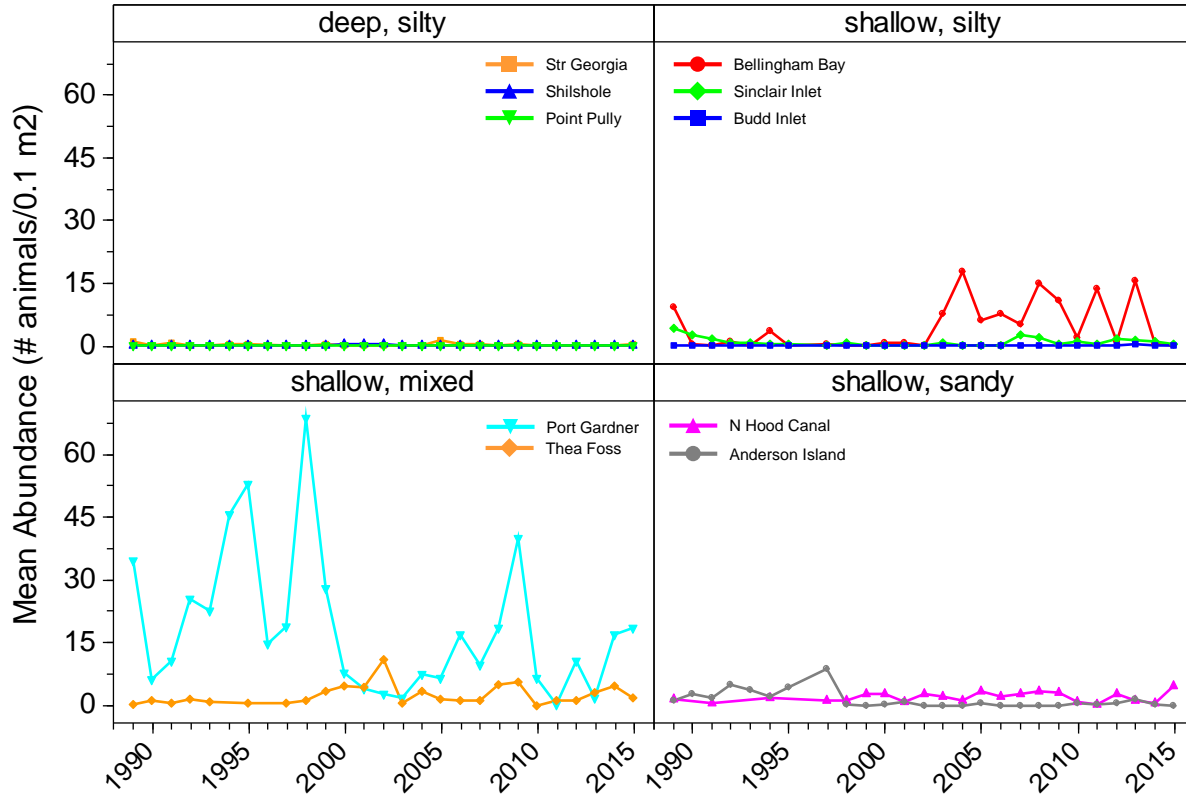 deep, silty
shallow, silty
Str Georgia
Shilshole
Point Pully
Bellingham Bay
Sinclair Inlet
Budd Inlet
60
45
30
15
0
Mean Abundance (# animals/0.1 m2)
shallow, mixed
shallow, sandy
Port Gardner
Thea Foss
N Hood Canal
Anderson Island
60
45
30
15
0
1990
1995
2000
2005
2010
2015
1990
1995
2000
2005
2010
2015